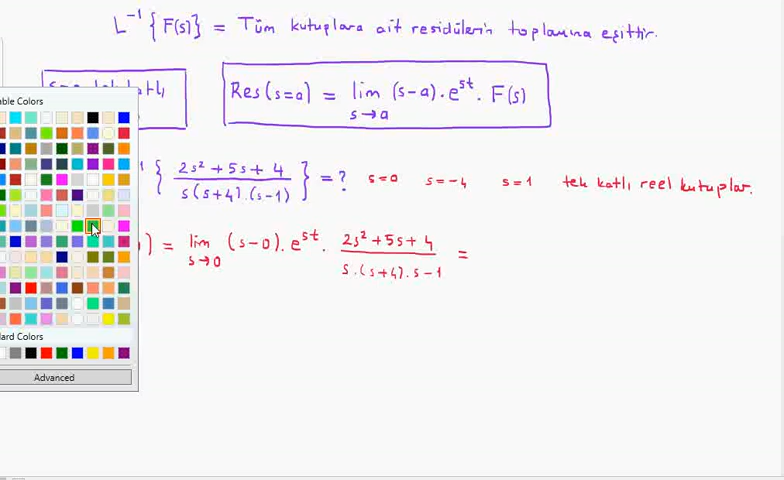 L⁻¹ { F(s) } = Tüm kutuplara ait residülerin toplamına eşittir.
Res(s=a) = lim s→a (s-a) . e^st . F(s)
{ 2s² + 5s + 4 / s(s+4).(s-1) } = ? s=0 s=-4 s=1 tek katlı reel kutuplar.
) = lim s→0 (s-0) . e^st . 2s² + 5s + 4 / s.(s+4).s-1 =
able Colors
dard Colors
Advanced